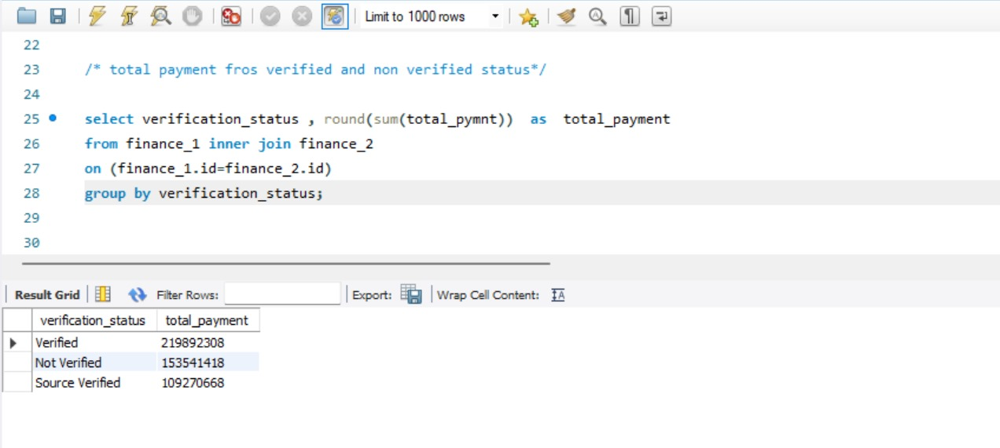 Limit to 1000 rows
22
23 /* total payment fros verified and non verified status*/
24
25 select verification_status , round(sum(total_pymnt)) as total_payment
26 from finance_1 inner join finance_2
27 on (finance_1.id=finance_2.id)
28 group by verification_status;
29
30
Result Grid Filter Rows: Export: Wrap Cell Content: IA
verification_status total_payment
Verified 219892308
Not Verified 153541418
Source Verified 109270668